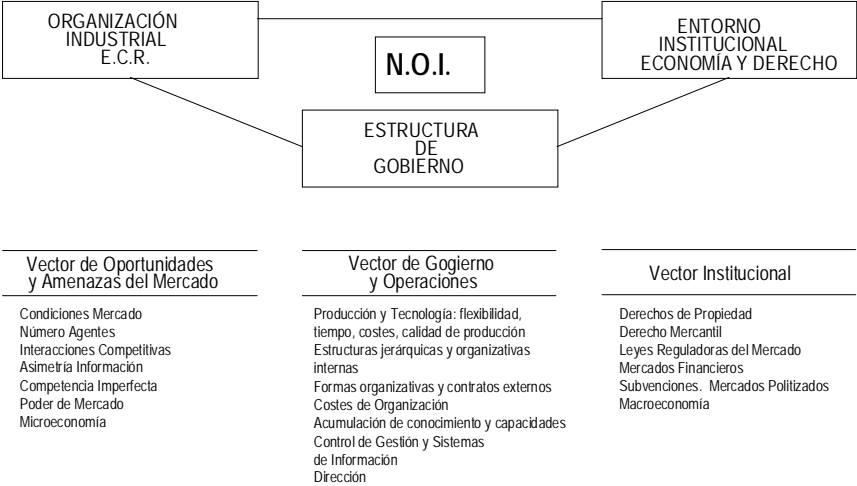 ORGANIZACIÓN
INDUSTRIAL
E.C.R.
N.O.I.
ENTORNO
INSTITUCIONAL
ECONOMÍA Y DERECHO
ESTRUCTURA
DE
GOBIERNO
Vector de Oportunidades
y Amenazas del Mercado
Condiciones Mercado
Número Agentes
Interacciones Competitivas
Asimetría Información
Competencia Imperfecta
Poder de Mercado
Microeconomía
Vector de Gogierno
y Operaciones
Producción y Tecnología: flexibilidad,
tiempo, costes, calidad de producción
Estructuras jerárquicas y organizativas
internas
Formas organizativas y contratos externos
Costes de Organización
Acumulación de conocimiento y capacidades
Control de Gestión y Sistemas
de Información
Dirección
Vector Institucional
Derechos de Propiedad
Derecho Mercantil
Leyes Reguladoras del Mercado
Mercados Financieros
Subvenciones. Mercados Politizados
Macroeconomía